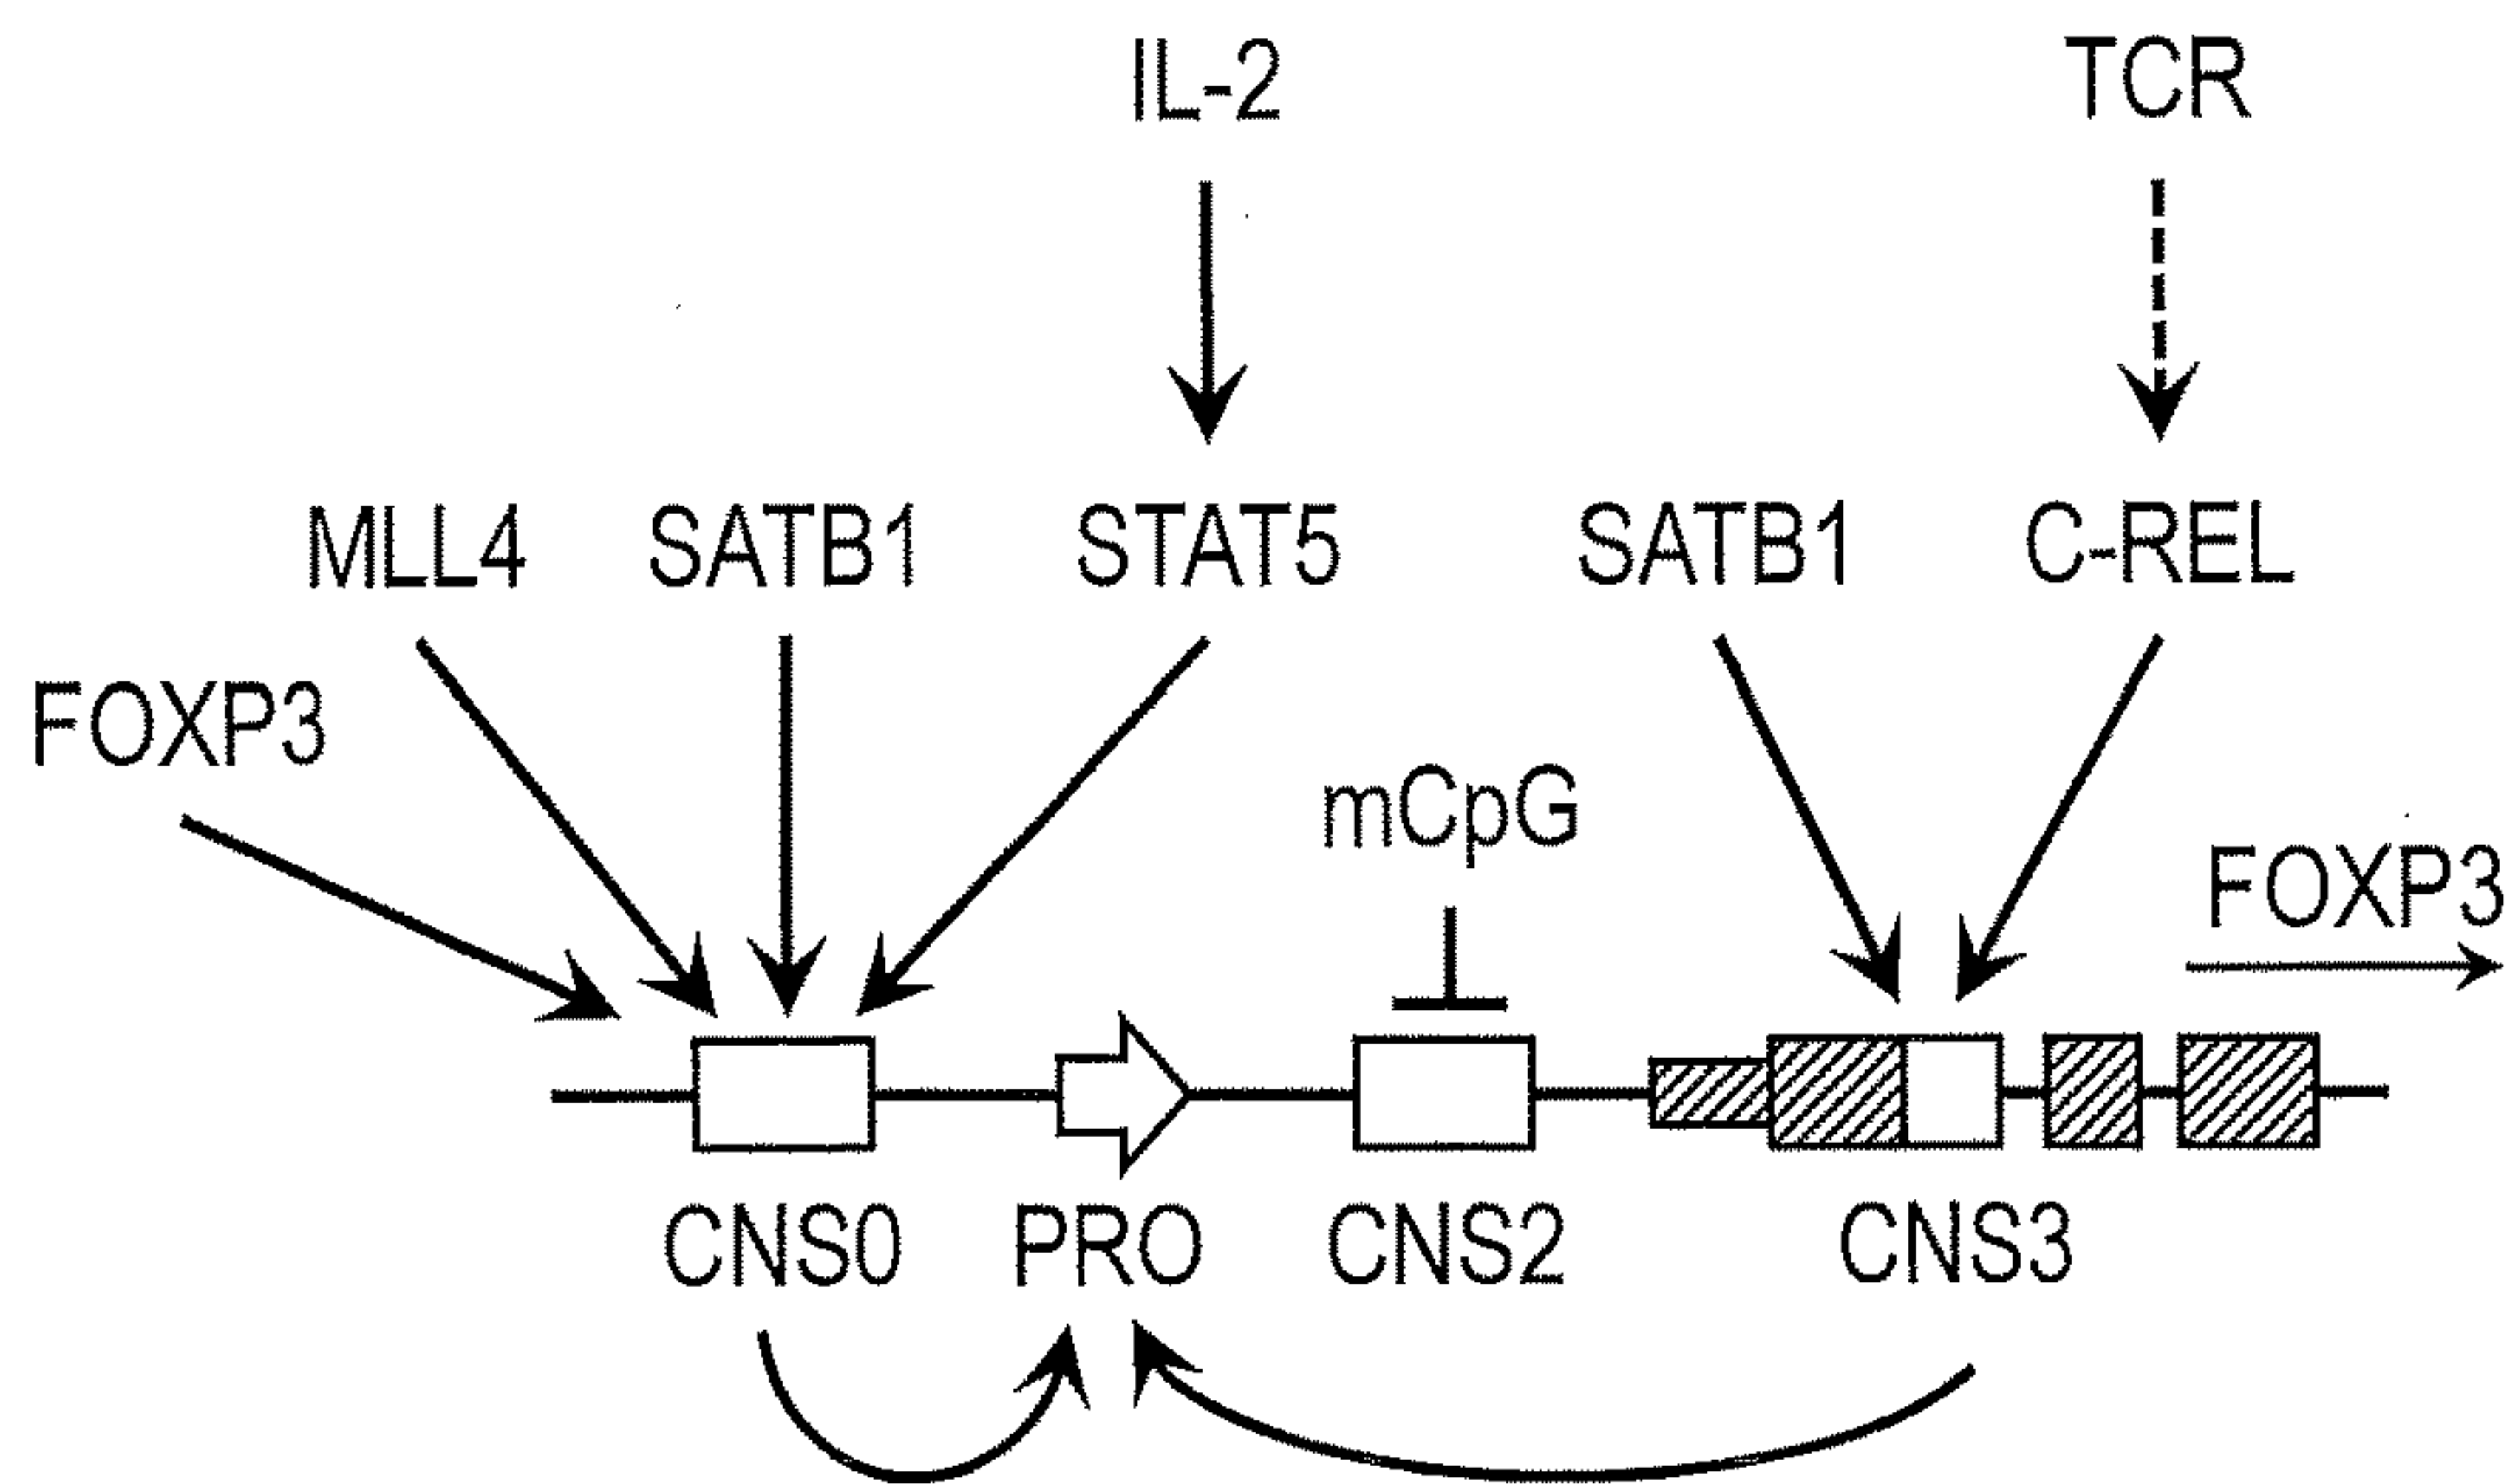 IL-2
TCR
MLL4
SATB1
STAT5
SATB1
C-REL
FOXP3
mCpG
FOXP3
CNS0
PRO
CNS2
CNS3